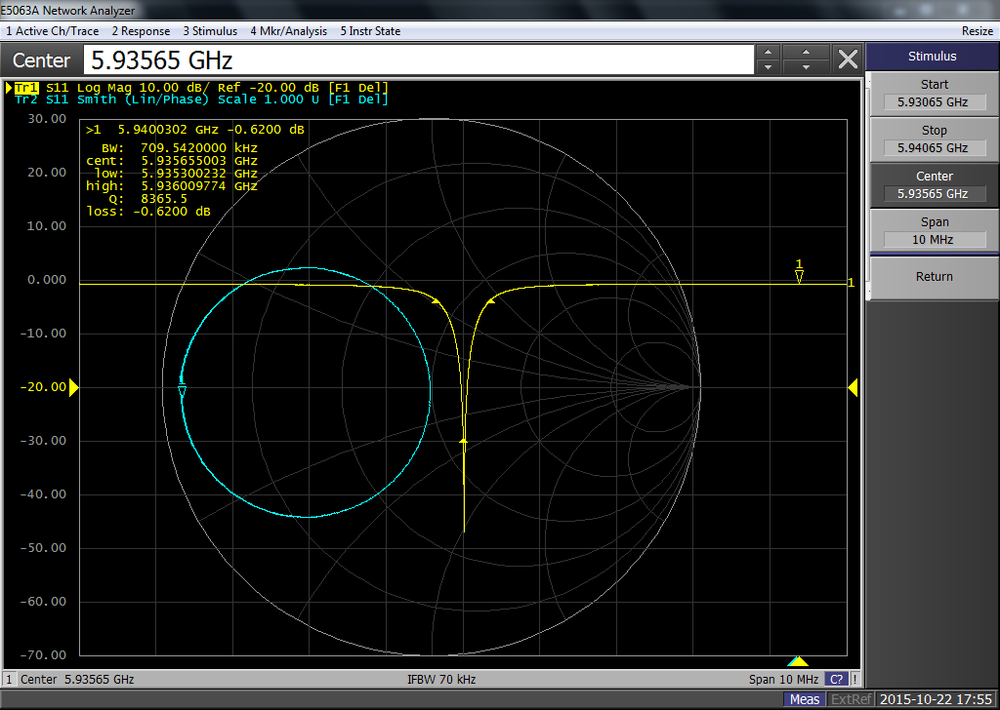 E5063A Network Analyzer
1 Active Ch/Trace 2 Response 3 Stimulus 4 Mkr/Analysis 5 Instr State Resize
Center 5.93565 GHz
Tr1 S11 Log Mag 10.00 dB/ Ref -20.00 dB [F1 Del]
Tr2 S11 Smith (Lin/Phase) Scale 1.000 U [F1 Del]
30.00
20.00
10.00
0.000
-10.00
-20.00
-30.00
-40.00
-50.00
-60.00
-70.00
>1 5.9400302 GHz -0.6200 dB
BW: 709.5420000 kHz
cent: 5.935655003 GHz
low: 5.935300232 GHz
high: 5.936009774 GHz
Q: 8365.5
loss: -0.6200 dB
1
1
Stimulus
Start
5.93065 GHz
Stop
5.94065 GHz
Center
5.93565 GHz
Span
10 MHz
Return
1 Center 5.93565 GHz IFBW 70 kHz Span 10 MHz C? !
Meas ExtRef 2015-10-22 17:55